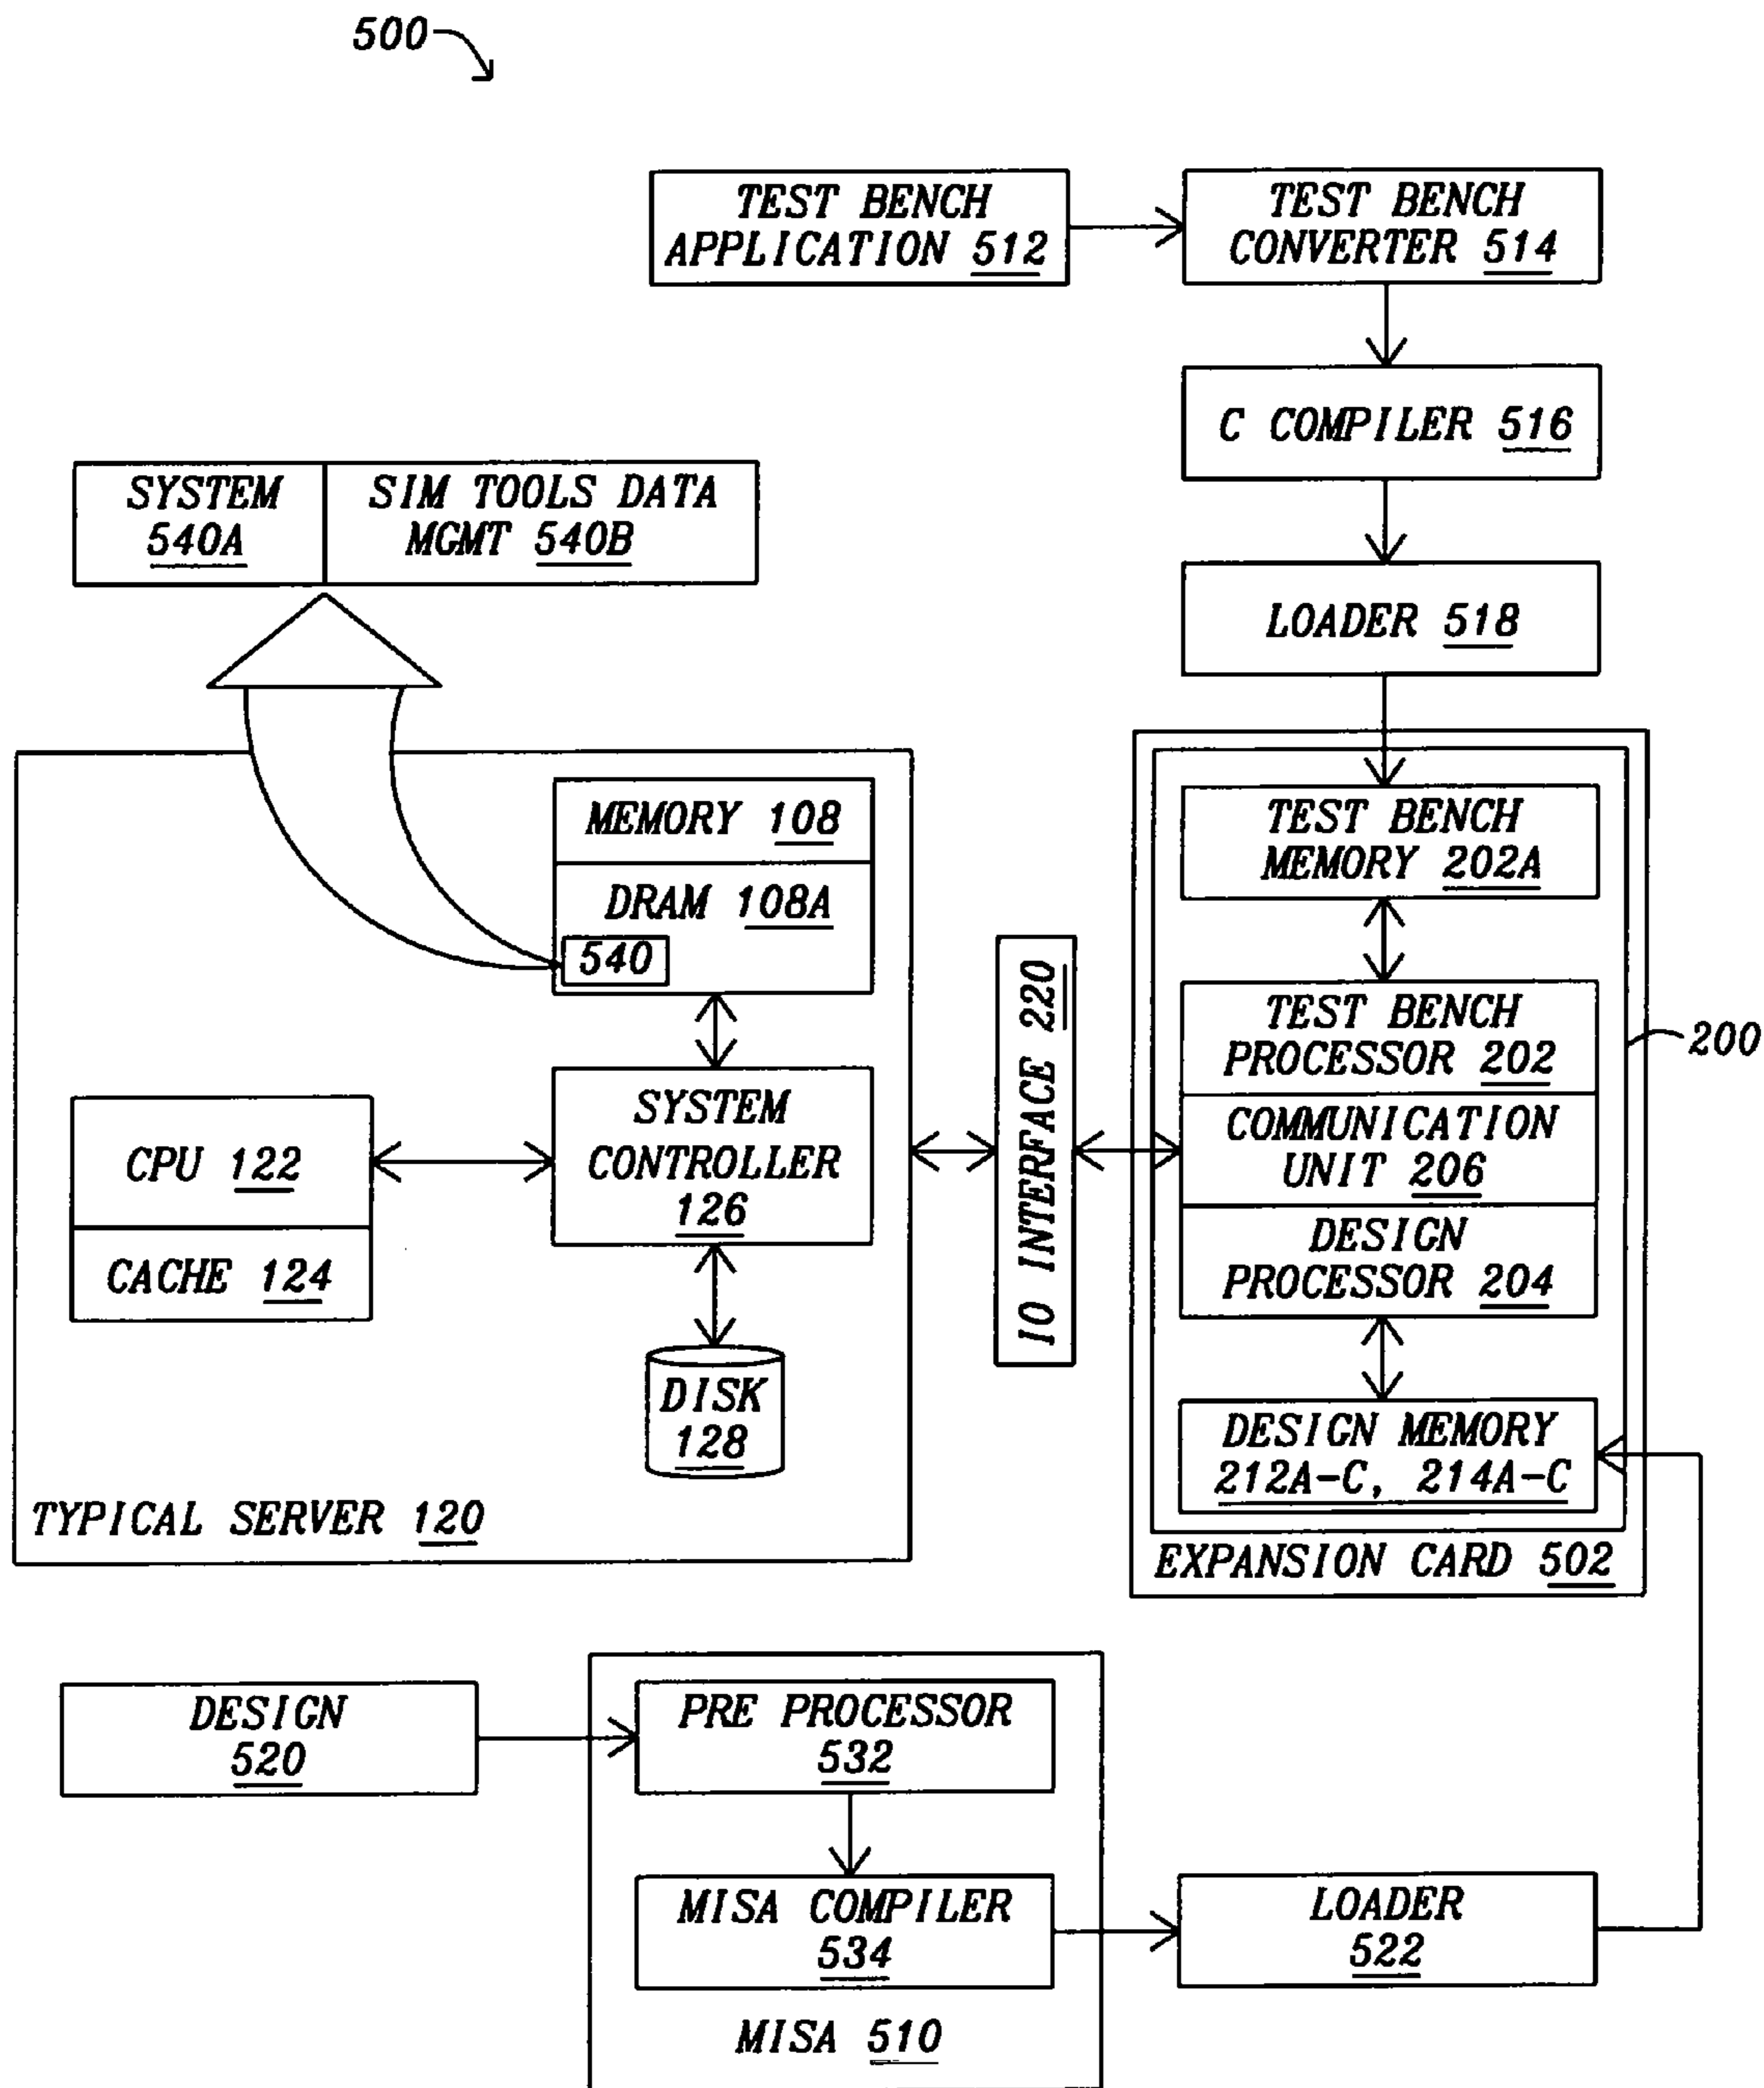 500
TEST BENCH
APPLICATION 512
TEST BENCH
CONVERTER 514
C COMPILER 516
SYSTEM
540A
SIM TOOLS DATA
MGMT 540B
LOADER 518
MEMORY 108
DRAM 108A
540
TEST BENCH
MEMORY 202A
TEST BENCH
PROCESSOR 202
COMMUNICATION
UNIT 206
DESIGN
PROCESSOR 204
200
IO INTERFACE 220
SYSTEM
CONTROLLER
126
CPU 122
CACHE 124
DISK
128
DESIGN MEMORY
212A-C, 214A-C
TYPICAL SERVER 120
EXPANSION CARD 502
DESIGN
520
PRE PROCESSOR
532
MISA COMPILER
534
LOADER
522
MISA 510